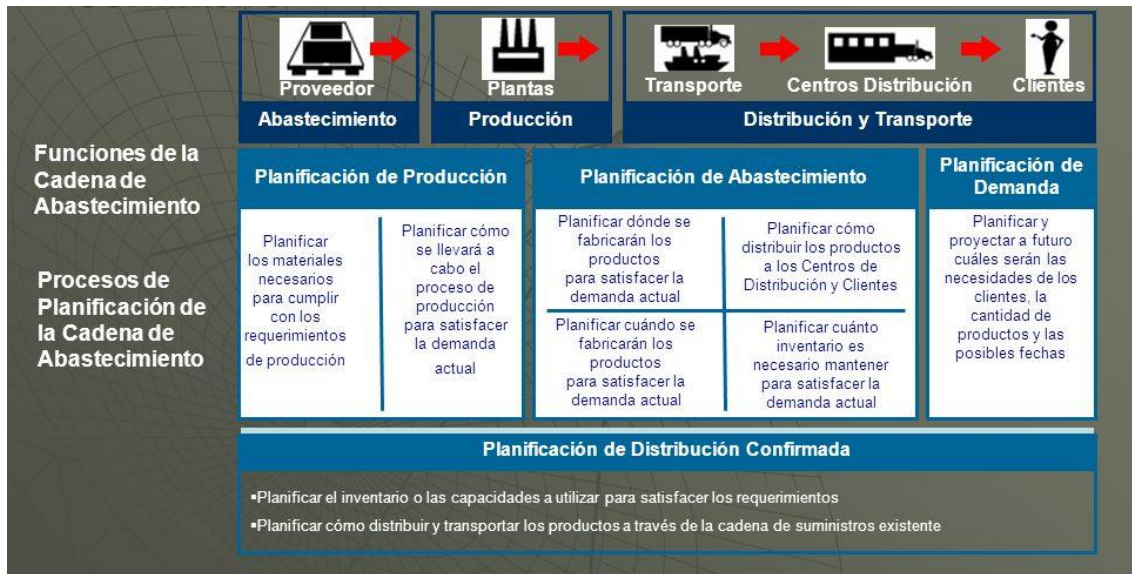 Proveedor
Plantas
Transporte
Centros Distribución
Clientes
Abastecimiento
Producción
Distribución y Transporte
Funciones de la
Cadena de
Abastecimiento
Procesos de
Planificación de
la Cadena de
Abastecimiento
Planificación de Producción
Planificar
los materiales
necesarios
para cumplir
con los
requerimientos
de producción
Planificar cómo
se llevará a
cabo el
proceso de
producción
para satisfacer
la demanda
actual
Planificación de Abastecimiento
Planificar dónde se
fabricarán los
productos
para satisfacer la
demanda actual
Planificar cómo
distribuir los productos
a los Centros de
Distribución y Clientes
Planificar cuándo se
fabricarán los
productos
para satisfacer la
demanda actual
Planificar cuánto
inventario es
necesario mantener
para satisfacer la
demanda actual
Planificación de
Demanda
Planificar y
proyectar a futuro
cuáles serán las
necesidades de los
clientes, la
cantidad de
productos y las
posibles fechas
Planificación de Distribución Confirmada
▪Planificar el inventario o las capacidades a utilizar para satisfacer los requerimientos
▪Planificar cómo distribuir y transportar los productos a través de la cadena de suministros existente